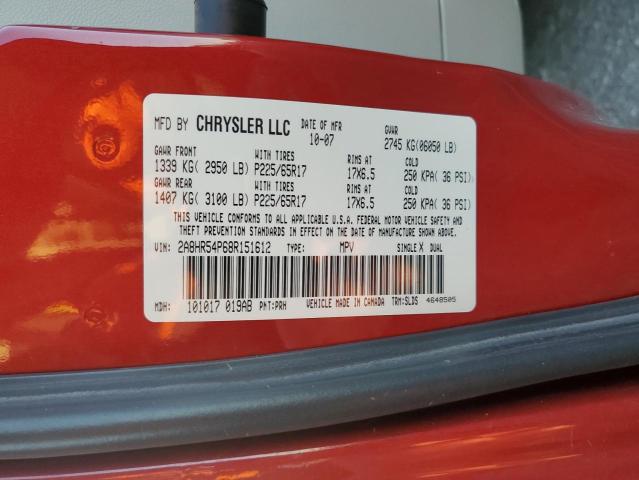 MFD BY CHRYSLER LLC DATE OF MFR 10-07 GVWR 2745 KG(06050 LB)
GAWR FRONT WITH TIRES RIMS AT COLD
1339 KG( 2950 LB) P225/65R17 17X6.5 250 KPA( 36 PSI)
GAWR REAR WITH TIRES RIMS AT COLD
1407 KG( 3100 LB) P225/65R17 17X6.5 250 KPA( 36 PSI)
THIS VEHICLE CONFORMS TO ALL APPLICABLE U.S.A. FEDERAL MOTOR VEHICLE SAFETY AND
THEFT PREVENTION STANDARDS IN EFFECT ON THE DATE OF MANUFACTURE SHOWN ABOVE.
VIN: 2A8HR54P68R151612 TYPE: MPV SINGLE X DUAL
MDH: 101017 019AB PNT:PRH VEHICLE MADE IN CANADA TRM:SLDS 4648505